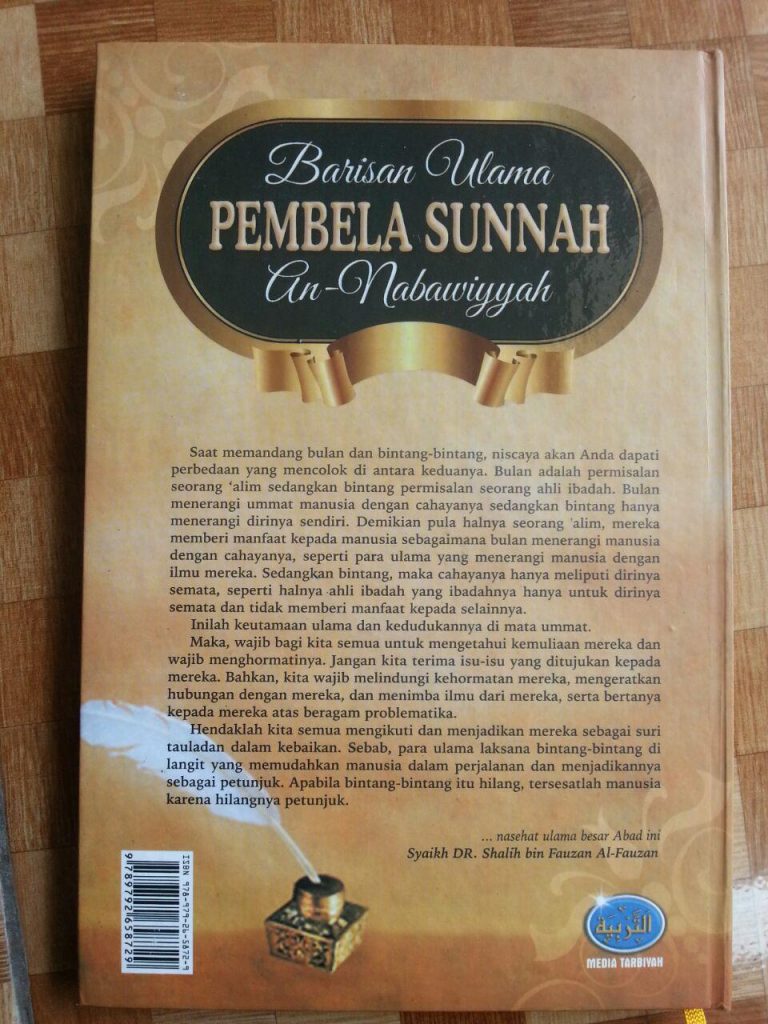 Barisan Ulama
PEMBELA SUNNAH
An-Nabawiyyah
Saat memandang bulan dan bintang-bintang, niscaya akan Anda dapati
perbedaan yang mencolok di antara keduanya. Bulan adalah permisalan
seorang ‘alim sedangkan bintang permisalan seorang ahli ibadah. Bulan
menerangi ummat manusia dengan cahayanya sedangkan bintang hanya
menerangi dirinya sendiri. Demikian pula halnya seorang 'alim, mereka
memberi manfaat kepada manusia sebagaimana bulan menerangi manusia
dengan cahayanya, seperti para ulama yang menerangi manusia dengan
ilmu mereka. Sedangkan bintang, maka cahayanya hanya meliputi dirinya
semata, seperti halnya ahli ibadah yang ibadahnya hanya untuk dirinya
semata dan tidak memberi manfaat kepada selainnya.
Inilah keutamaan ulama dan kedudukannya di mata ummat.
Maka, wajib bagi kita semua untuk mengetahui kemuliaan mereka dan
wajib menghormatinya. Jangan kita terima isu-isu yang ditujukan kepada
mereka. Bahkan, kita wajib melindungi kehormatan mereka, mengeratkan
hubungan dengan mereka, dan menimba ilmu dari mereka, serta bertanya
kepada mereka atas beragam problematika.
Hendaklah kita semua mengikuti dan menjadikan mereka sebagai suri
tauladan dalam kebaikan. Sebab, para ulama laksana bintang-bintang di
langit yang memudahkan manusia dalam perjalanan dan menjadikannya
sebagai petunjuk. Apabila bintang-bintang itu hilang, tersesatlah manusia
karena hilangnya petunjuk.
... nasehat ulama besar Abad ini
Syaikh DR. Shalih bin Fauzan Al-Fauzan
ISBN 978-979-26-5872-9
9 789792 658729
التَّرْبِيَة
MEDIA TARBIYAH